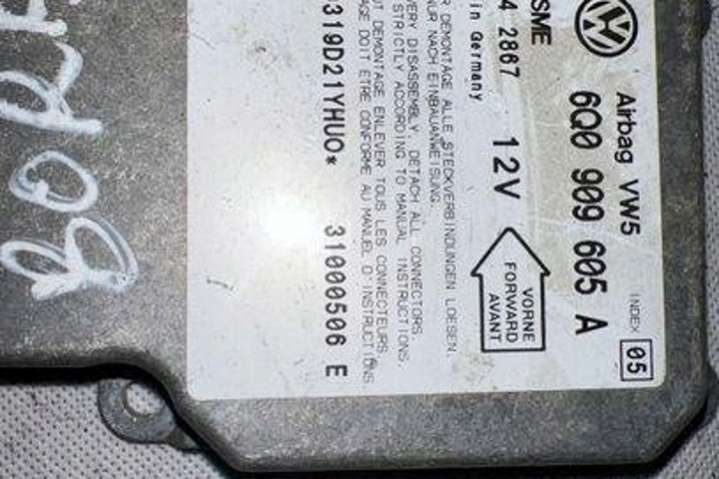 Airbag VW5 INDEX 05
6Q0 909 605 A
SME
2867 12V
in Germany
VORNE
FORWARD
AVANT
DEMONTAGE ALLE STECKVERBINDUNGEN LOESEN.
NUR NACH EINBAUANWEISUNG.
VERY DISASSEMBLY, DETACH ALL CONNECTORS
STRICTLY ACCORDING TO MANUAL INSTRUCTIONS.
DEMONTAGE ENLEVER TOUS LES CONNECTEURS
AGE DOIT ETRE CONFORME AU MANUEL D'INSTRUCTIONS
319D21YHUO* 31000506 E